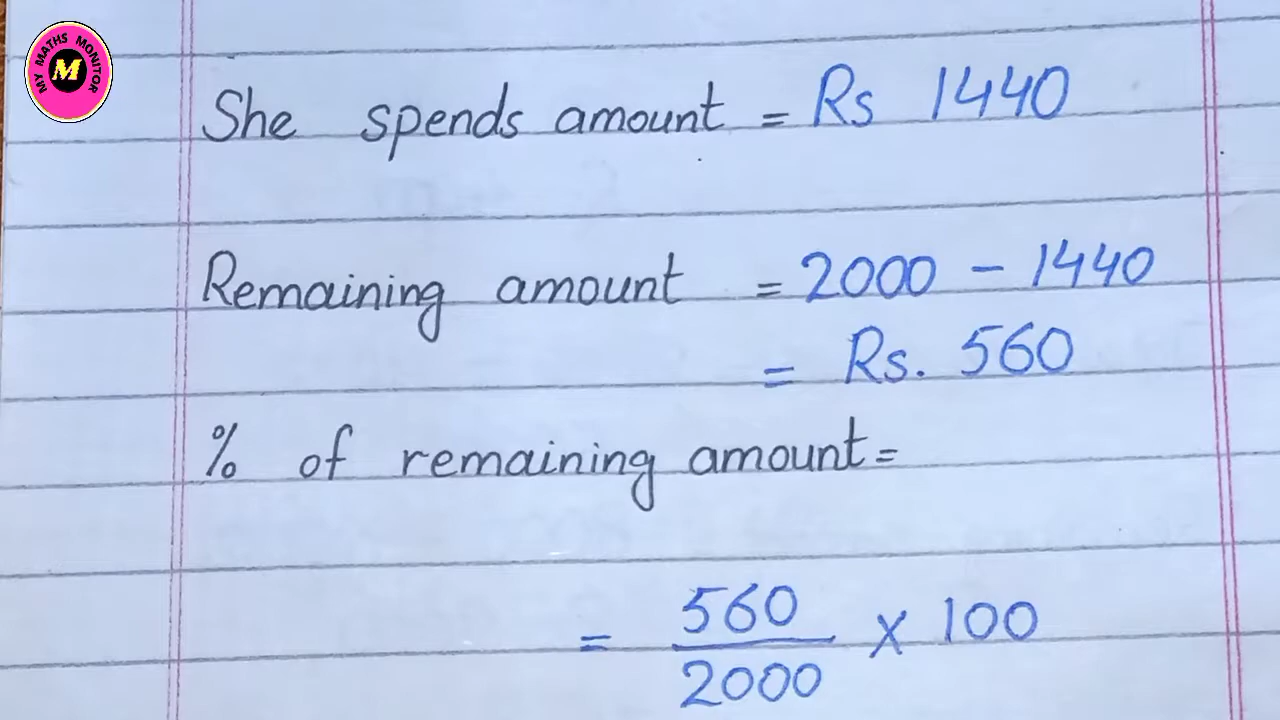 MY MATHS MONITOR
M
She spends amount = Rs 1440
Remaining amount = 2000 - 1440
= Rs. 560
% of remaining amount =
= 560/2000 x 100